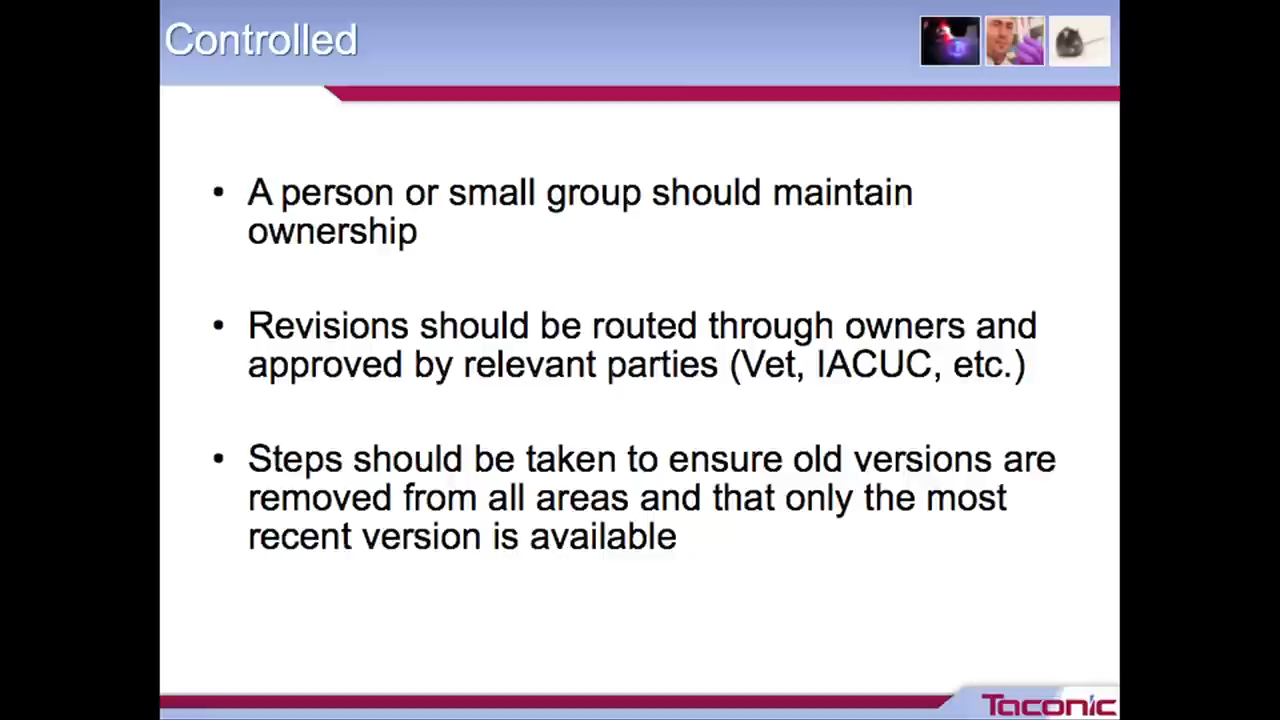 Controlled
• A person or small group should maintain
ownership
• Revisions should be routed through owners and
approved by relevant parties (Vet, IACUC, etc.)
• Steps should be taken to ensure old versions are
removed from all areas and that only the most
recent version is available
Taconic